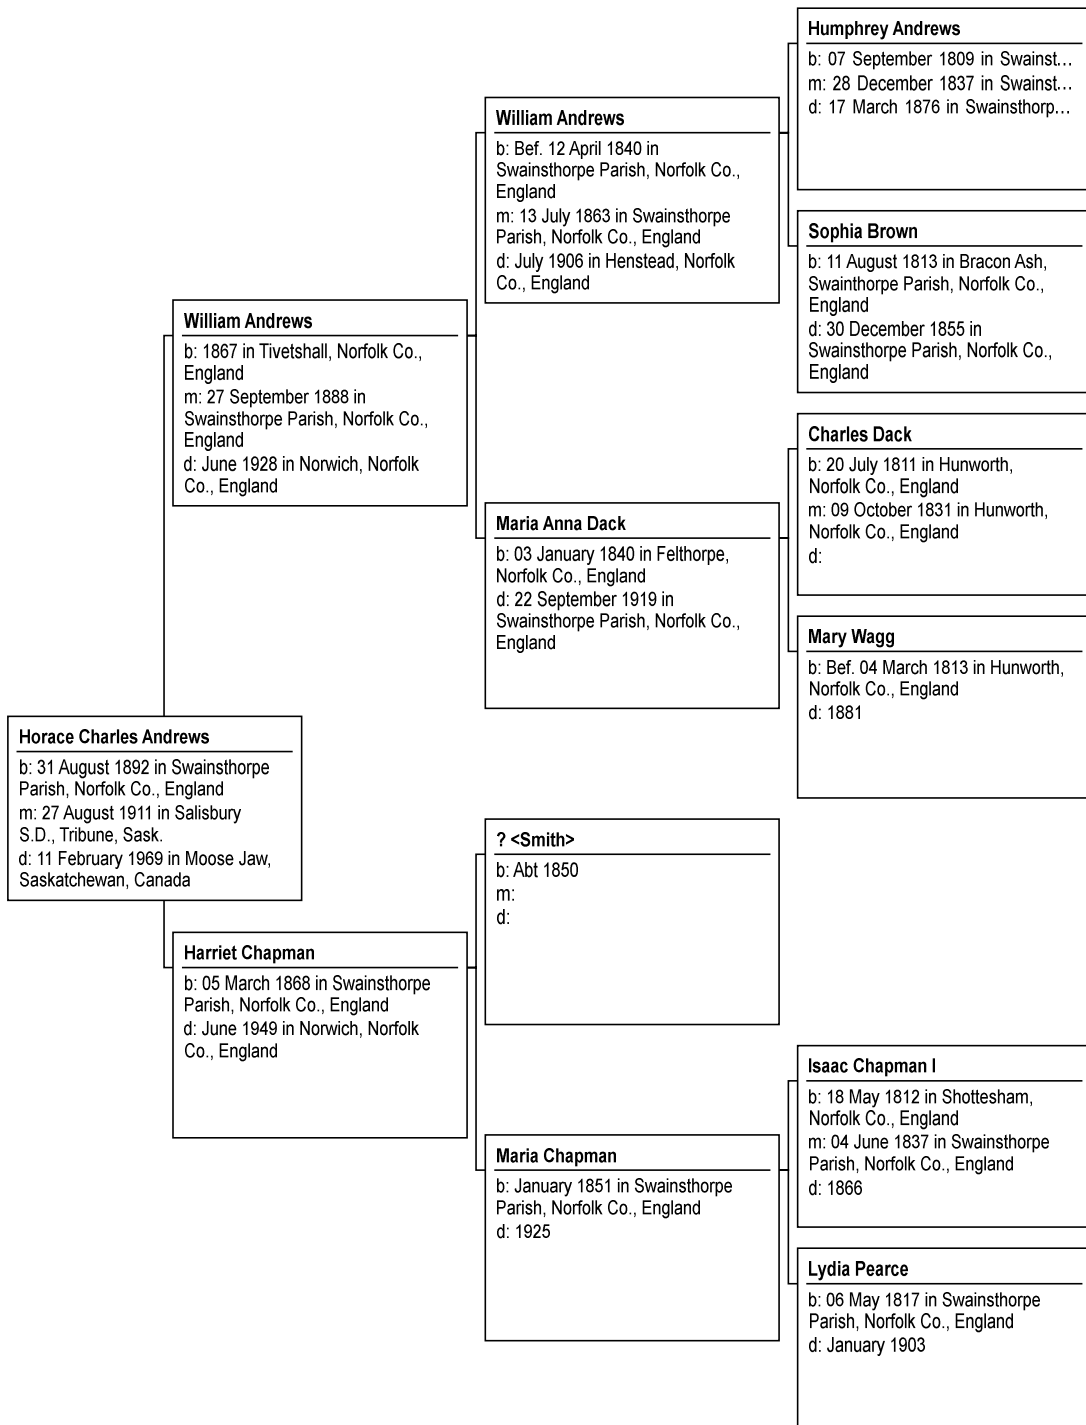 Humphrey Andrews
b: 07 September 1809 in Swainst...
m: 28 December 1837 in Swainst...
d: 17 March 1876 in Swainsthorp...
William Andrews
b: Bef. 12 April 1840 in
Swainsthorpe Parish, Norfolk Co.,
England
m: 13 July 1863 in Swainsthorpe
Parish, Norfolk Co., England
d: July 1906 in Henstead, Norfolk
Co., England
Sophia Brown
b: 11 August 1813 in Bracon Ash,
Swainthorpe Parish, Norfolk Co.,
England
d: 30 December 1855 in
Swainsthorpe Parish, Norfolk Co.,
England
William Andrews
b: 1867 in Tivetshall, Norfolk Co.,
England
m: 27 September 1888 in
Swainsthorpe Parish, Norfolk Co.,
England
d: June 1928 in Norwich, Norfolk
Co., England
Charles Dack
b: 20 July 1811 in Hunworth,
Norfolk Co., England
m: 09 October 1831 in Hunworth,
Norfolk Co., England
d:
Maria Anna Dack
b: 03 January 1840 in Felthorpe,
Norfolk Co., England
d: 22 September 1919 in
Swainsthorpe Parish, Norfolk Co.,
England
Mary Wagg
b: Bef. 04 March 1813 in Hunworth,
Norfolk Co., England
d: 1881
Horace Charles Andrews
b: 31 August 1892 in Swainsthorpe
Parish, Norfolk Co., England
m: 27 August 1911 in Salisbury
S.D., Tribune, Sask.
d: 11 February 1969 in Moose Jaw,
Saskatchewan, Canada
? <Smith>
b: Abt 1850
m:
d:
Harriet Chapman
b: 05 March 1868 in Swainsthorpe
Parish, Norfolk Co., England
d: June 1949 in Norwich, Norfolk
Co., England
Isaac Chapman I
b: 18 May 1812 in Shottesham,
Norfolk Co., England
m: 04 June 1837 in Swainsthorpe
Parish, Norfolk Co., England
d: 1866
Maria Chapman
b: January 1851 in Swainsthorpe
Parish, Norfolk Co., England
d: 1925
Lydia Pearce
b: 06 May 1817 in Swainsthorpe
Parish, Norfolk Co., England
d: January 1903